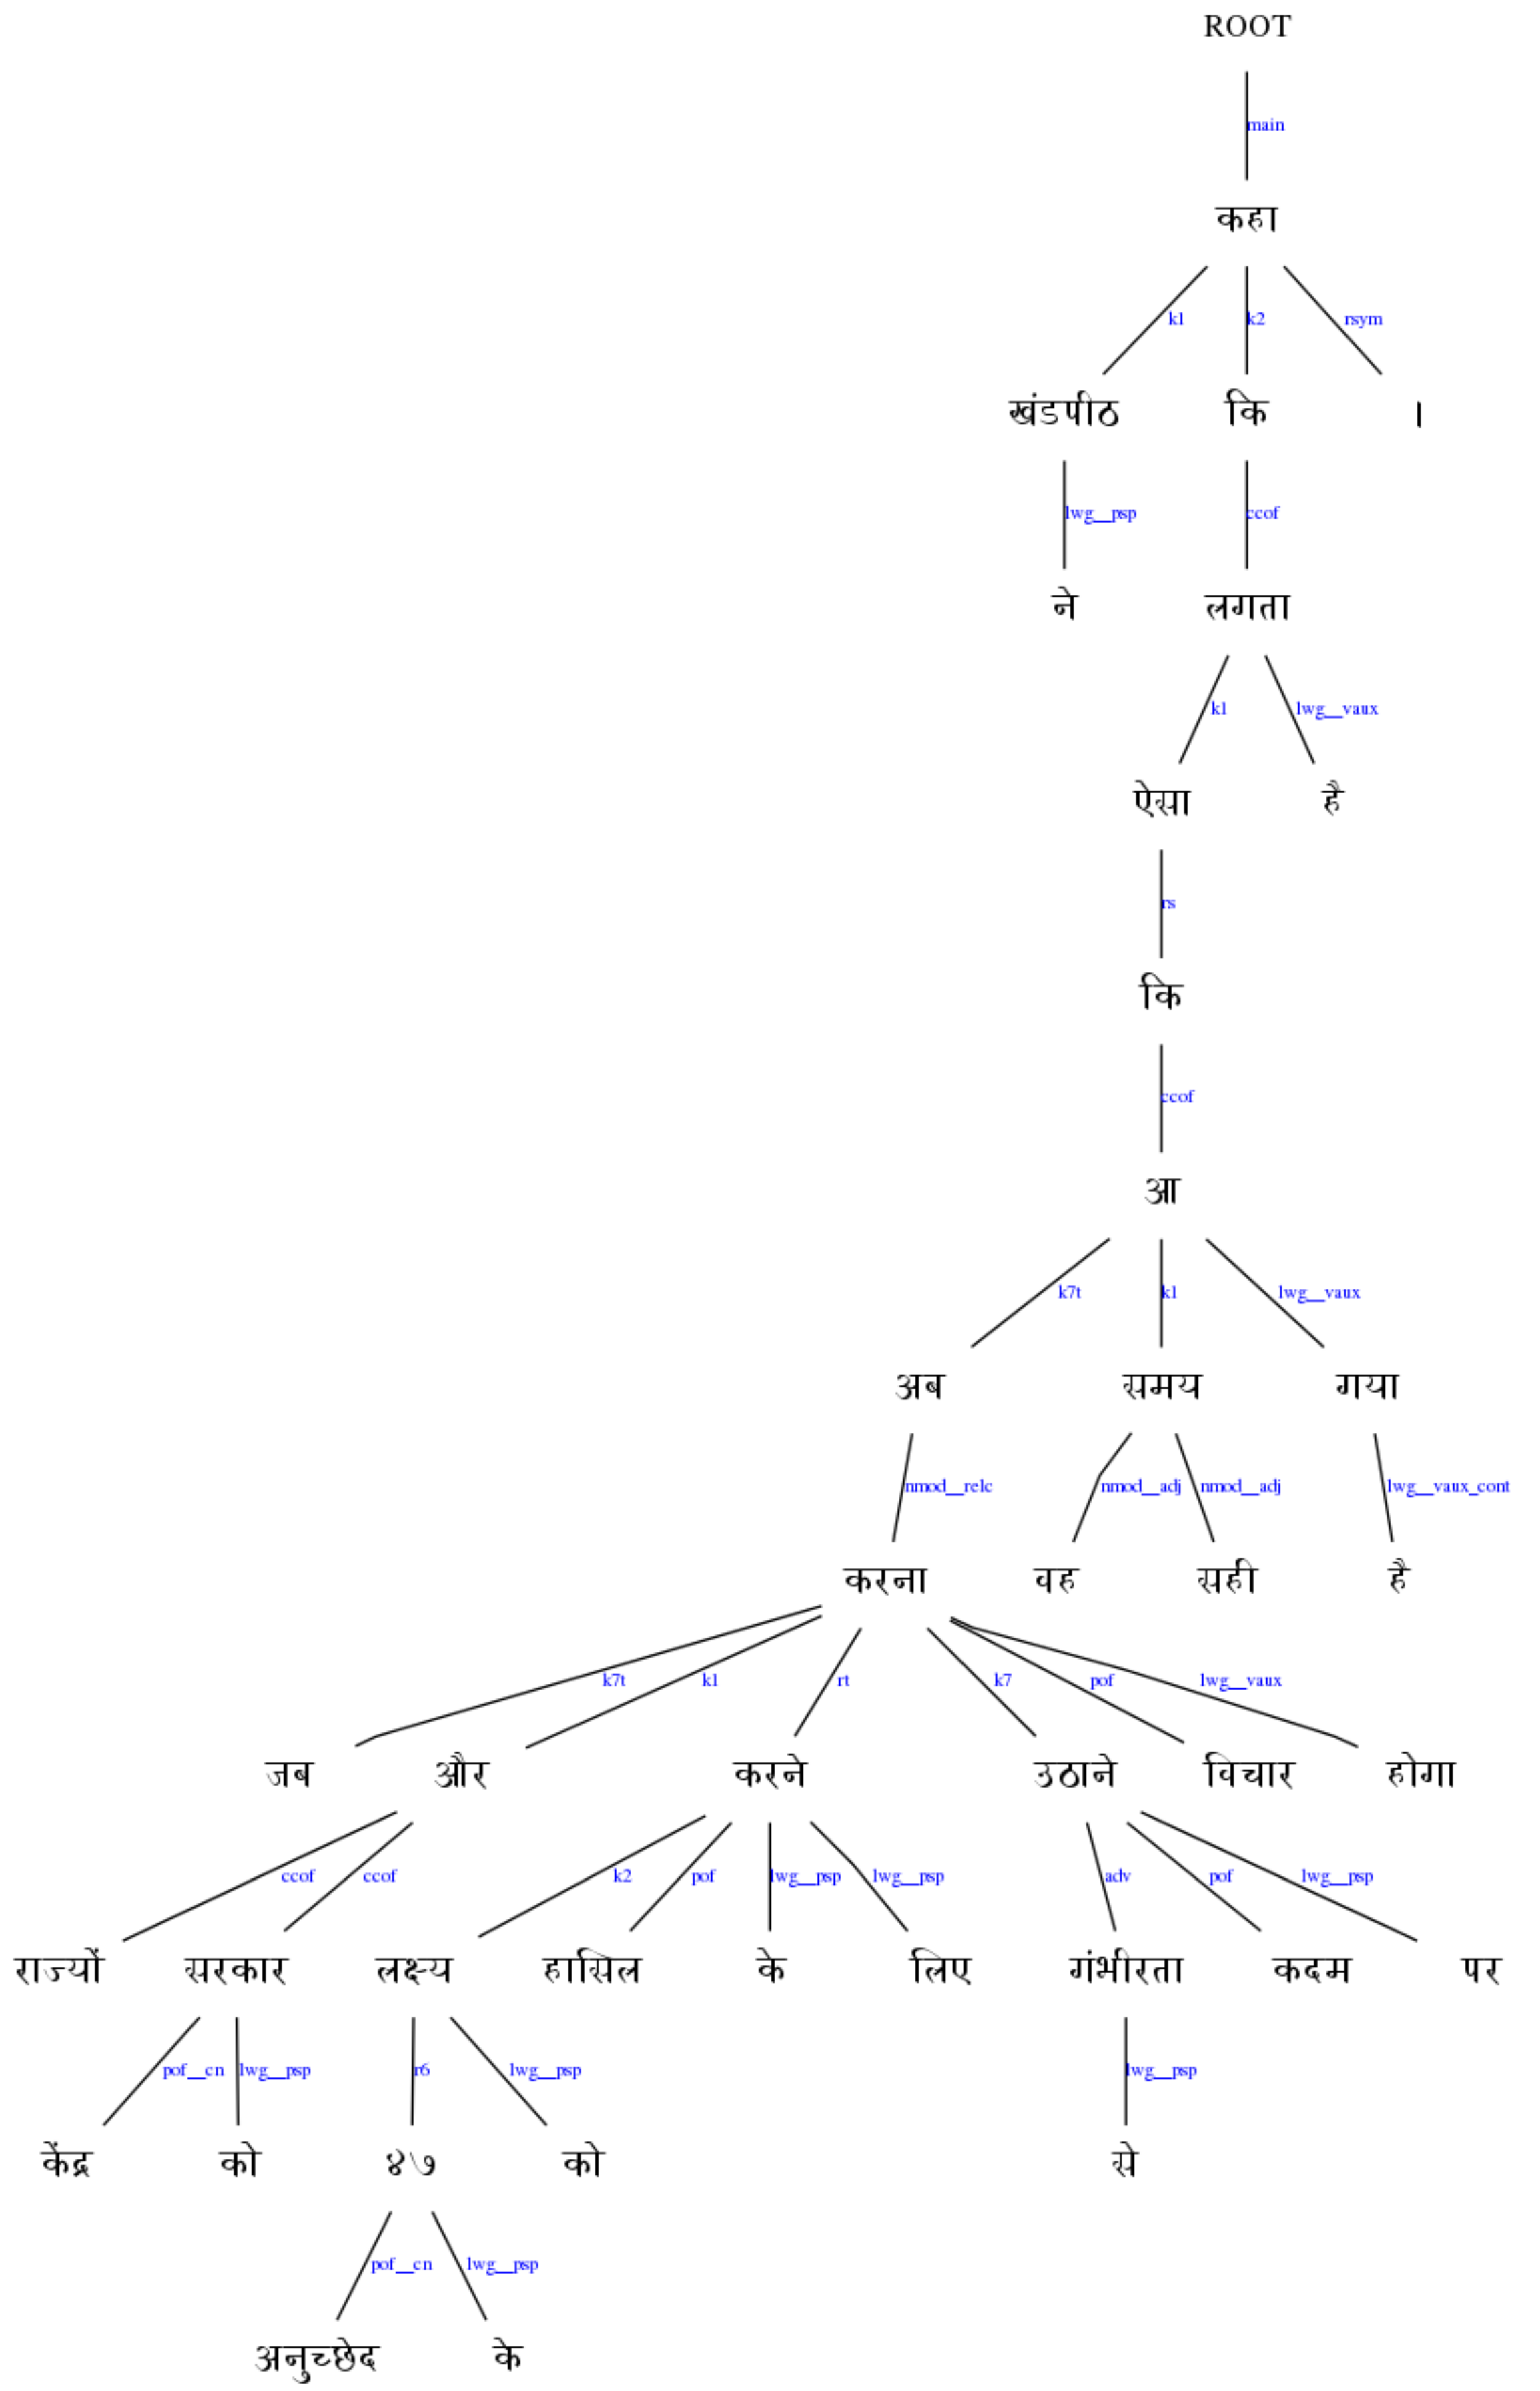 ROOT
main
कहा
k1 k2 rsym
खंडपीठ कि ।
lwg__psp ccof
ने लगता
k1 lwg__vaux
ऐसा है
rs
कि
ccof
आ
k7t k1 lwg__vaux
अब समय गया
nmod__relc nmod__adj nmod__adj lwg__vaux_cont
करना वह सही है
k7t k1 rt k7 pof lwg__vaux
जब और करने उठाने विचार होगा
ccof ccof k2 pof lwg__psp lwg__psp adv pof lwg__psp
राज्यों सरकार लक्ष्य हासिल के लिए गंभीरता कदम पर
pof__cn lwg__psp r6 lwg__psp lwg__psp
केंद्र को ४७ को से
pof__cn lwg__psp
अनुच्छेद के